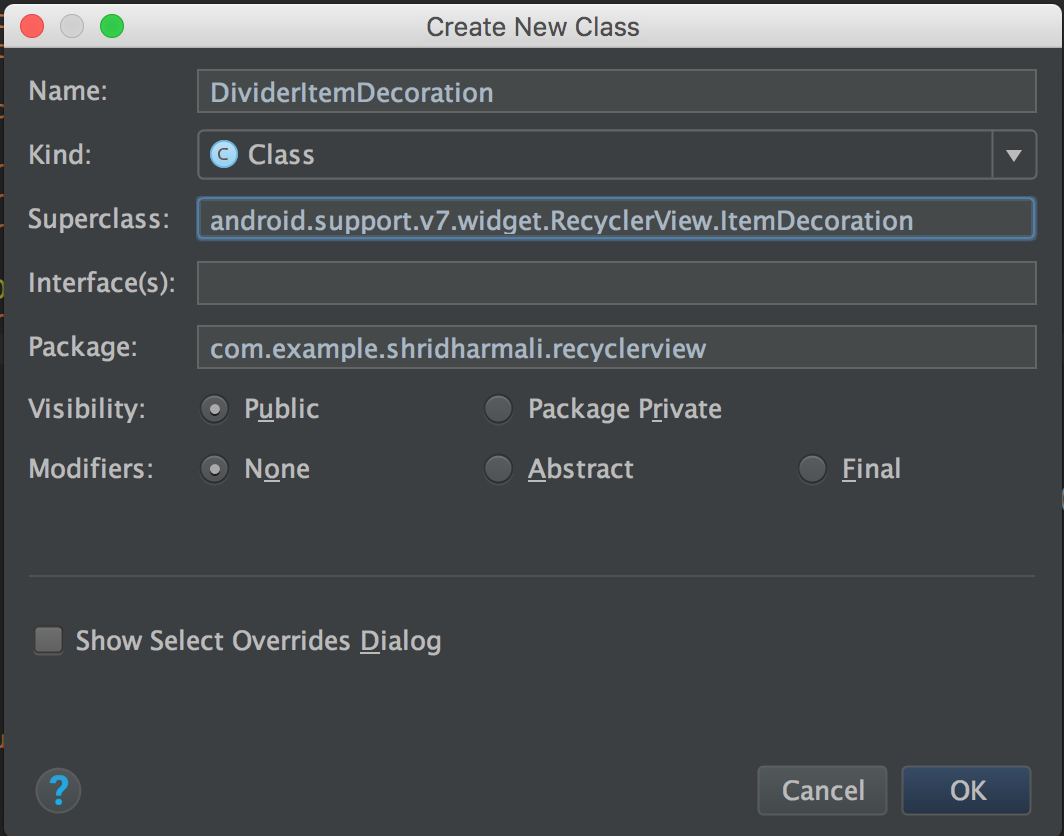 Create New Class
Name: DividerItemDecoration
Kind: C Class
Superclass: android.support.v7.widget.RecyclerView.ItemDecoration
Interface(s):
Package: com.example.shridharmali.recyclerview
Visibility: Public Package Private
Modifiers: None Abstract Final
Show Select Overrides Dialog
? Cancel OK